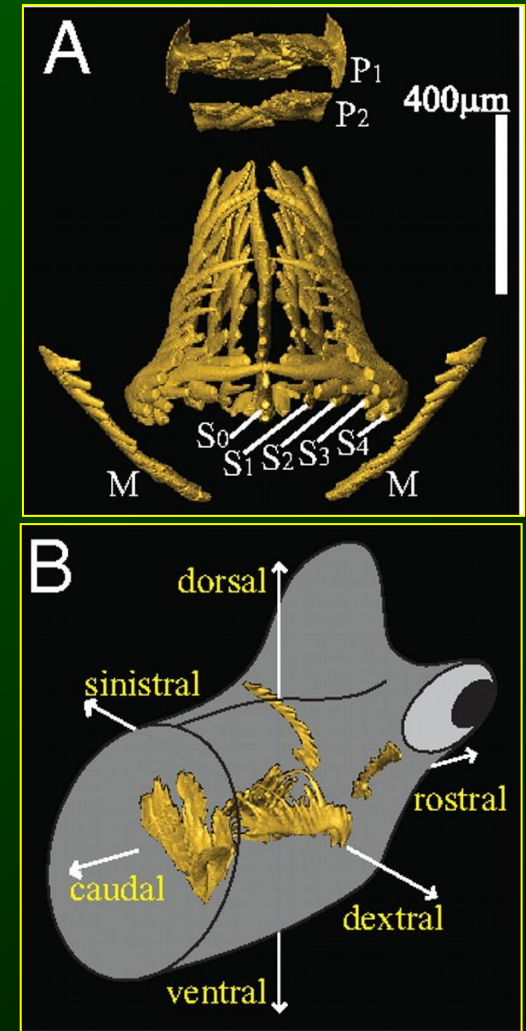 A
P1
400μm
P2
S0
S1 S2 S3 S4
M M
B
dorsal
sinistral
rostral
caudal
dextral
ventral